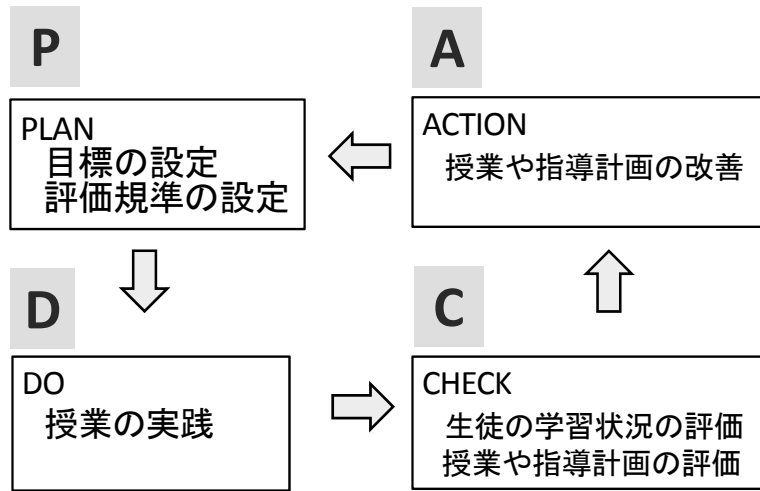 P
PLAN
目標の設定
評価規準の設定
D
DO
授業の実践
C
CHECK
生徒の学習状況の評価
授業や指導計画の評価
A
ACTION
授業や指導計画の改善